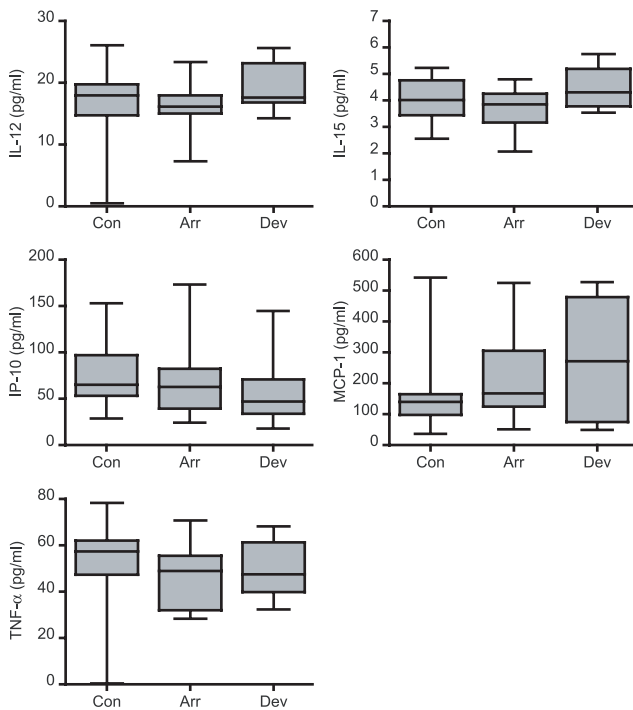 IL-12 (pg/ml)
30
20
10
0
Con Arr Dev
IL-15 (pg/ml)
7
6
5
4
3
2
1
0
Con Arr Dev
IP-10 (pg/ml)
200
150
100
50
0
Con Arr Dev
MCP-1 (pg/ml)
600
500
400
300
200
100
0
Con Arr Dev
TNF-α (pg/ml)
80
60
40
20
0
Con Arr Dev